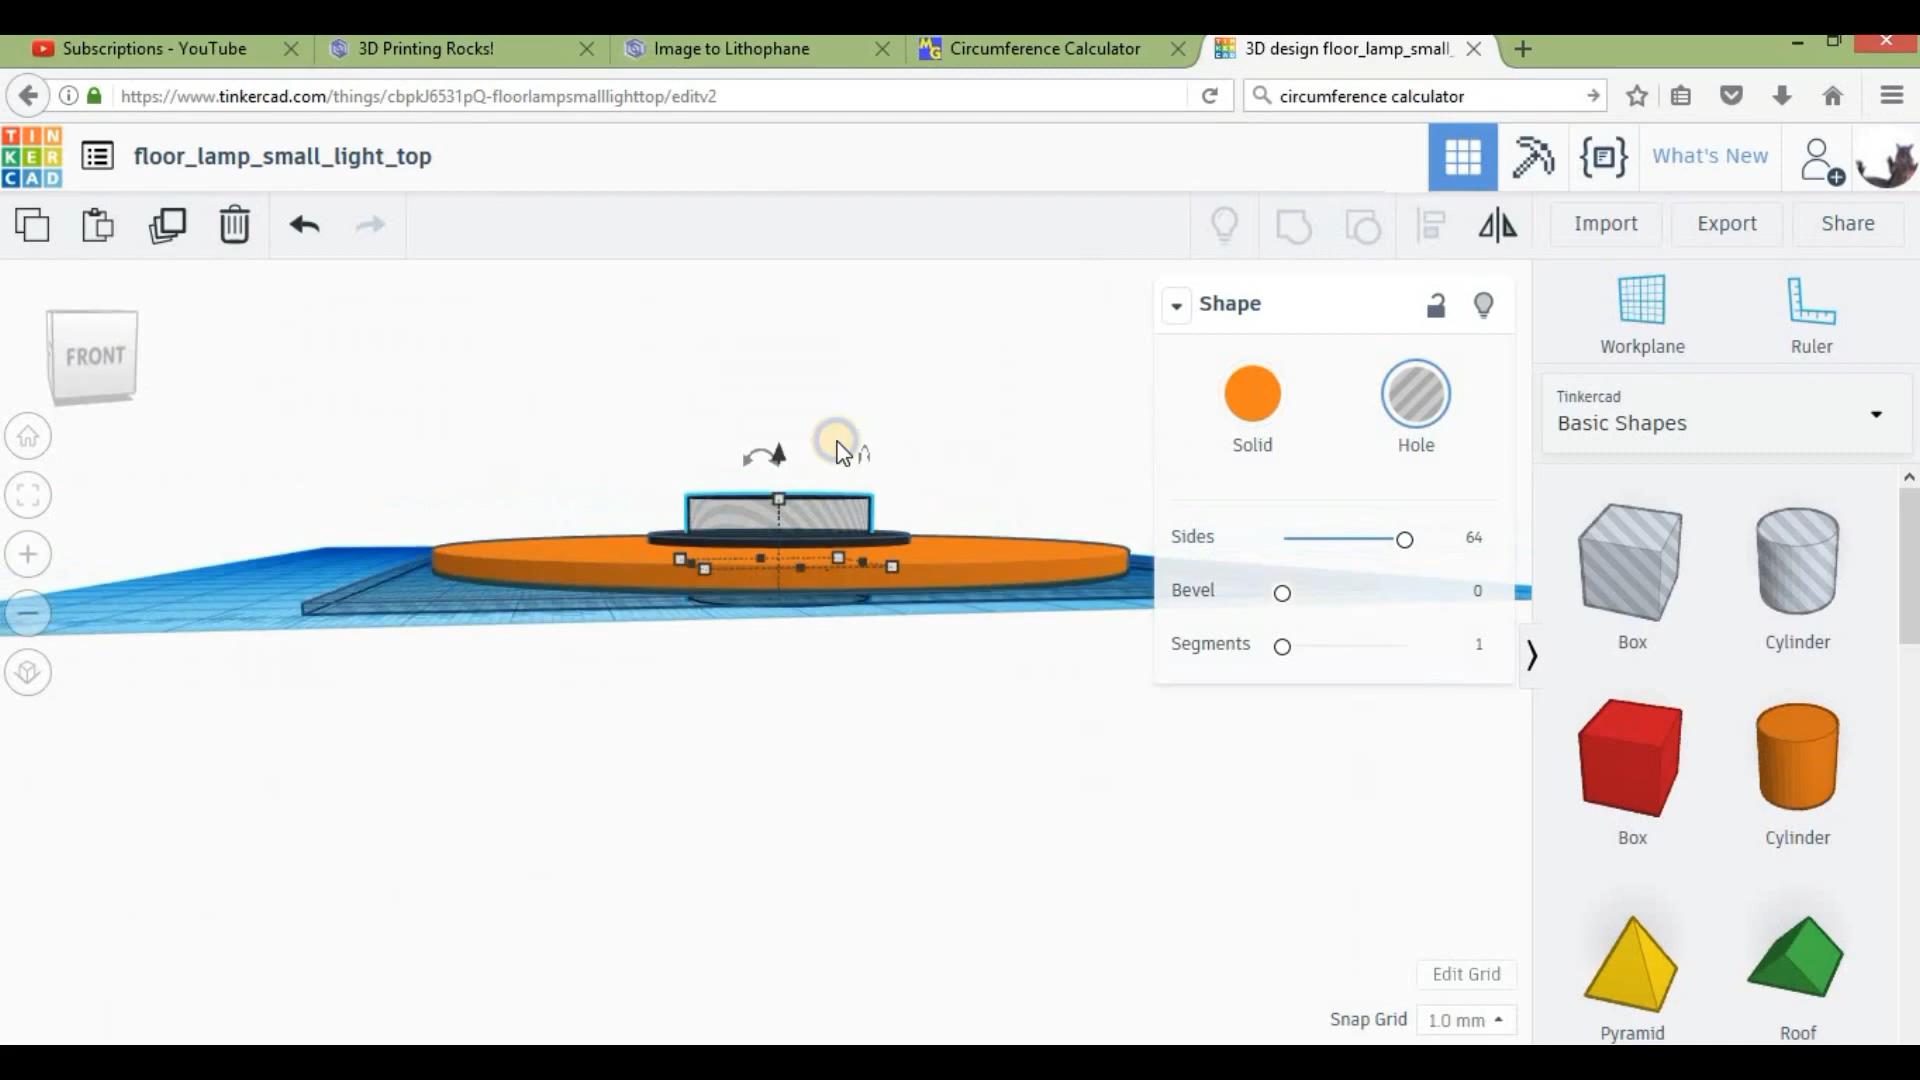 Subscriptions - YouTube
3D Printing Rocks!
Image to Lithophane
MG Circumference Calculator
3D design floor_lamp_small_
https://www.tinkercad.com/things/cbpkJ6531pQ-floorlampsmalllighttop/editv2
circumference calculator
TIN
KER
CAD
floor_lamp_small_light_top
What's New
Import
Export
Share
FRONT
Shape
Solid
Hole
Sides 64
Bevel 0
Segments 1
Workplane
Ruler
Tinkercad
Basic Shapes
Box
Cylinder
Box
Cylinder
Pyramid
Roof
Edit Grid
Snap Grid 1.0 mm